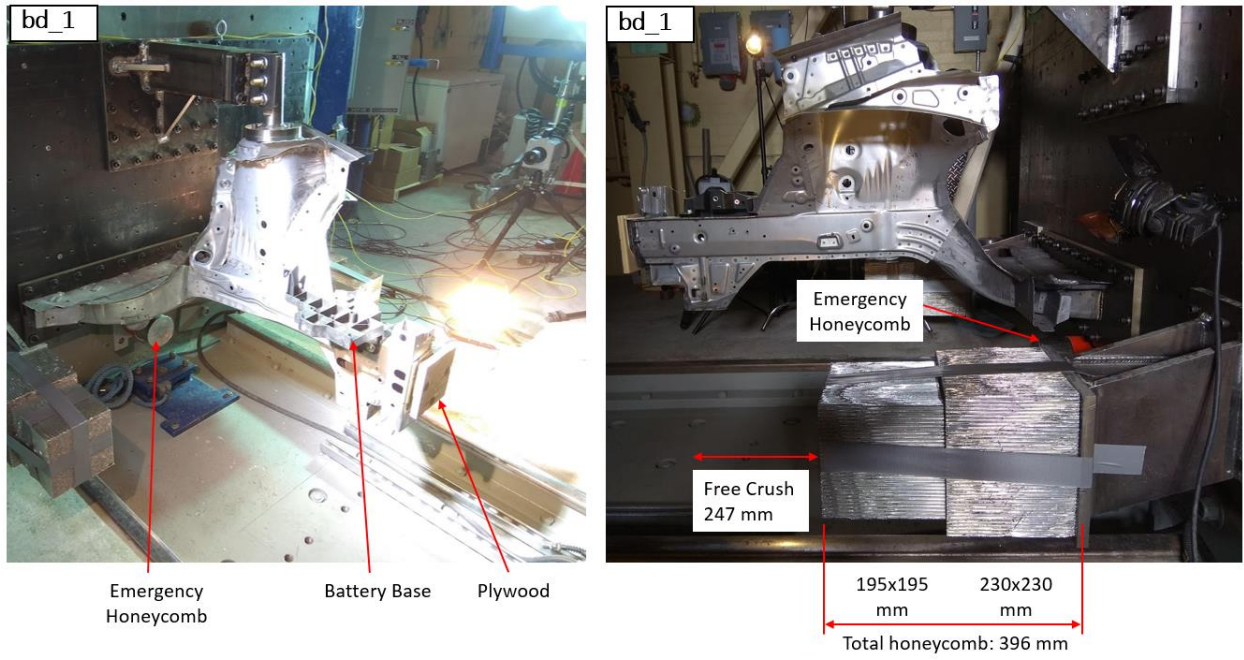 bd_1
bd_1
Emergency
Honeycomb
Free Crush
247 mm
Emergency
Honeycomb
Battery Base
Plywood
195x195
mm
230x230
mm
Total honeycomb: 396 mm